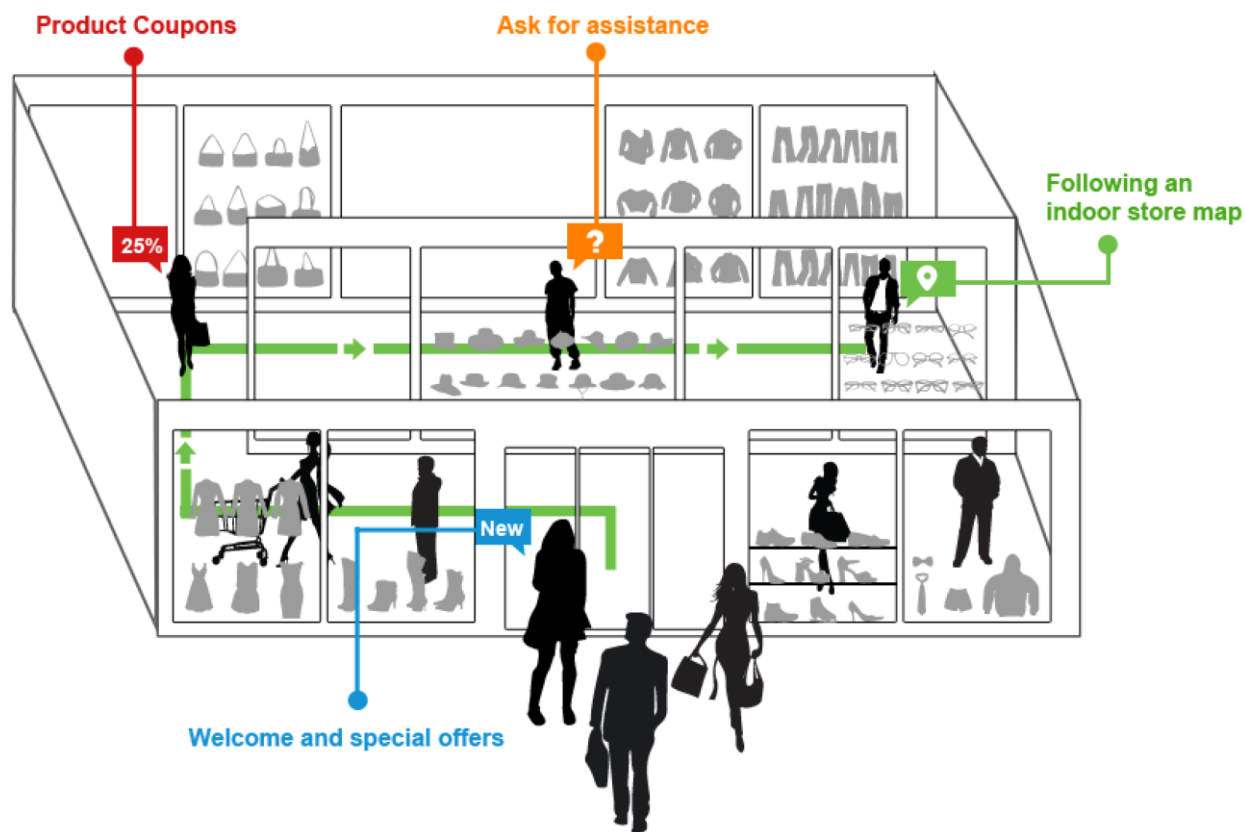 Product Coupons
Ask for assistance
Following an
indoor store map
25%
?
New
Welcome and special offers